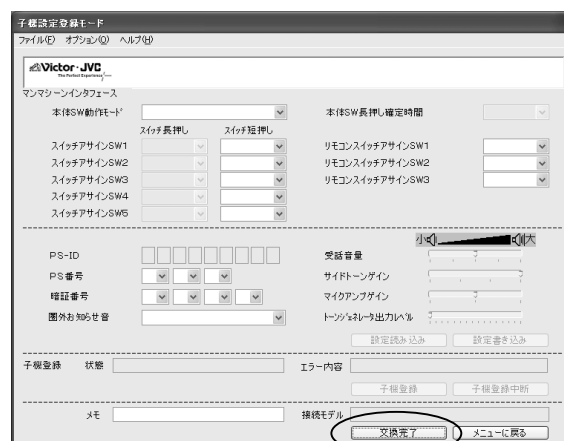 子機設定登録モード
ファイル(F) オプション(O) ヘルプ(H)
Victor・JVC
The Perfect Experience
マンマシーンインタフェース
本体SW動作モード 本体SW長押し確定時間
スイッチ長押し スイッチ短押し
スイッチアサインSW1 リモコンスイッチアサインSW1
スイッチアサインSW2 リモコンスイッチアサインSW2
スイッチアサインSW3 リモコンスイッチアサインSW3
スイッチアサインSW4
スイッチアサインSW5
小 大
PS-ID 受話音量
PS番号 サイドトーンゲイン
暗証番号 マイクアンプゲイン
圏外お知らせ音 トーンジェネレータ出力レベル
設定読み込み 設定書き込み
子機登録 状態 エラー内容
子機登録 子機登録中断
メモ 接続モデル
交換完了 メニューに戻る